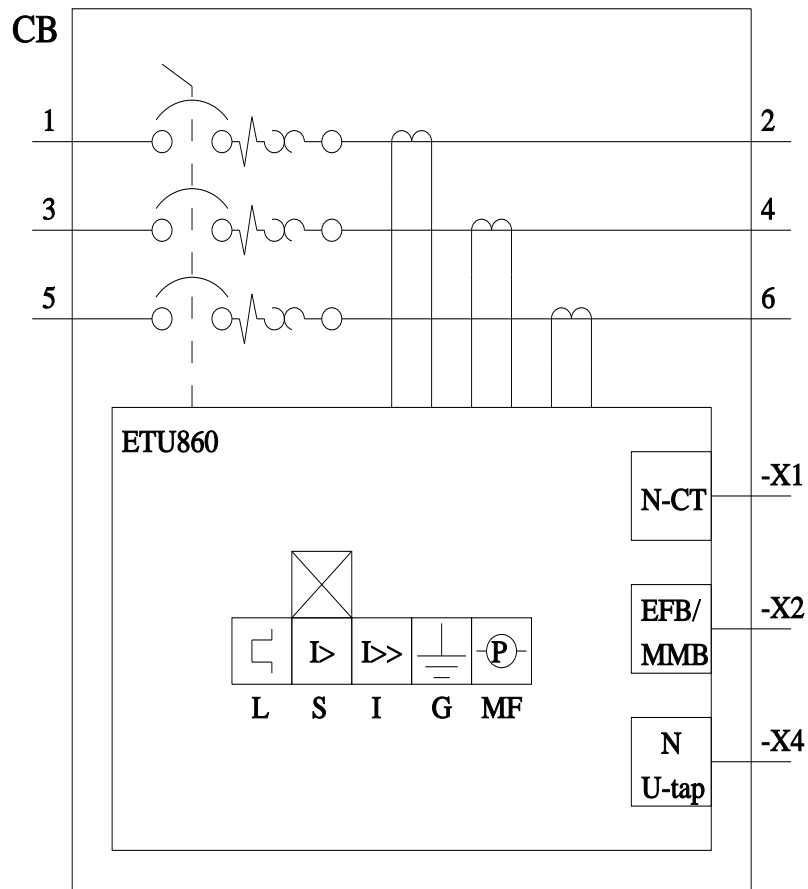 CB
1 2
3 4
5 6
ETU860
N-CT -X1
EFB/
MMB -X2
I> I>> P
L S I G MF
N
U-tap -X4